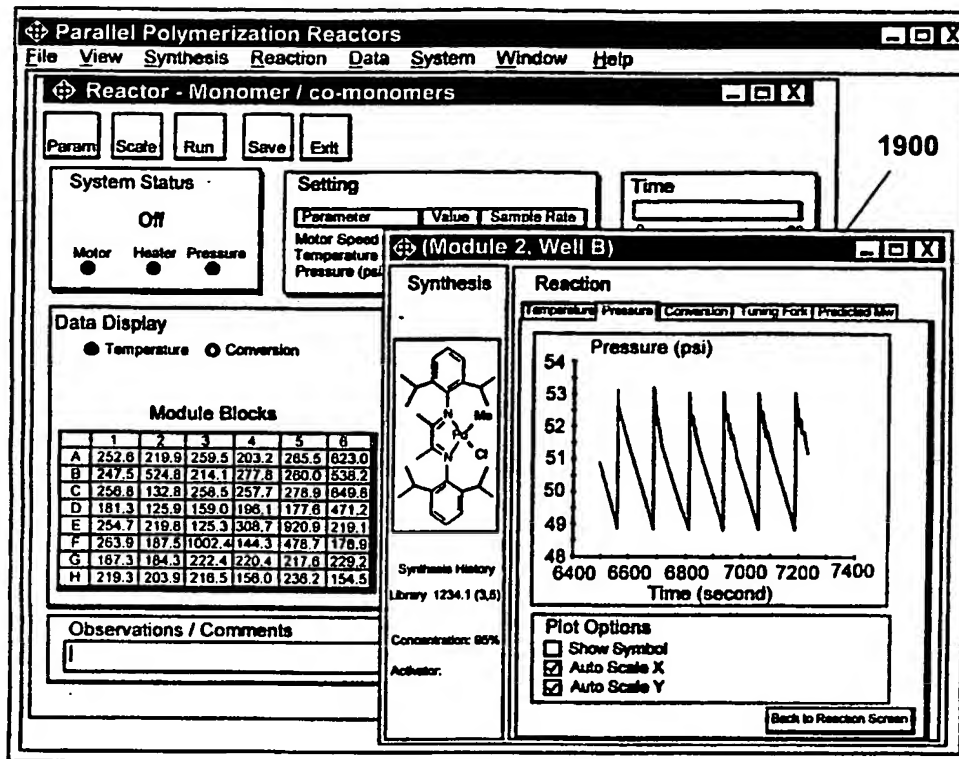 Parallel Polymerization Reactors
File View Synthesis Reaction Data System Window Help
Reactor - Monomer / co-monomers
Param Scale Run Save Exit
1900
System Status
Off
Motor Heater Pressure
Setting
Parameter Value Sample Rate
Motor Speed
Temperature
Pressure (psi
Time
Data Display
Temperature Conversion
Module Blocks
1 2 3 4 5 6
A 252.6 219.9 259.5 203.2 265.5 623.0
B 247.5 524.8 214.1 277.8 260.0 538.2
C 256.8 132.8 258.5 257.7 278.9 649.8
D 181.3 125.9 159.0 196.1 177.6 471.2
E 254.7 219.8 125.3 308.7 920.9 219.1
F 263.9 187.5 1002.4 144.3 478.7 178.9
G 187.3 184.3 222.4 220.4 217.6 229.2
H 219.3 203.9 216.5 156.0 236.2 154.5
Observations / Comments
(Module 2, Well B)
Synthesis
N
Me
Pd
N
Cl
Synthesis History
Library 1234.1 (3,5)
Concentration: 95%
Activator:
Reaction
Temperature Pressure Conversion Tuning Fork Predicted Mw
Pressure (psi)
54
53
52
51
50
49
48
6400 6600 6800 7000 7200 7400
Time (second)
Plot Options
Show Symbol
Auto Scale X
Auto Scale Y
Back to Reaction Screen